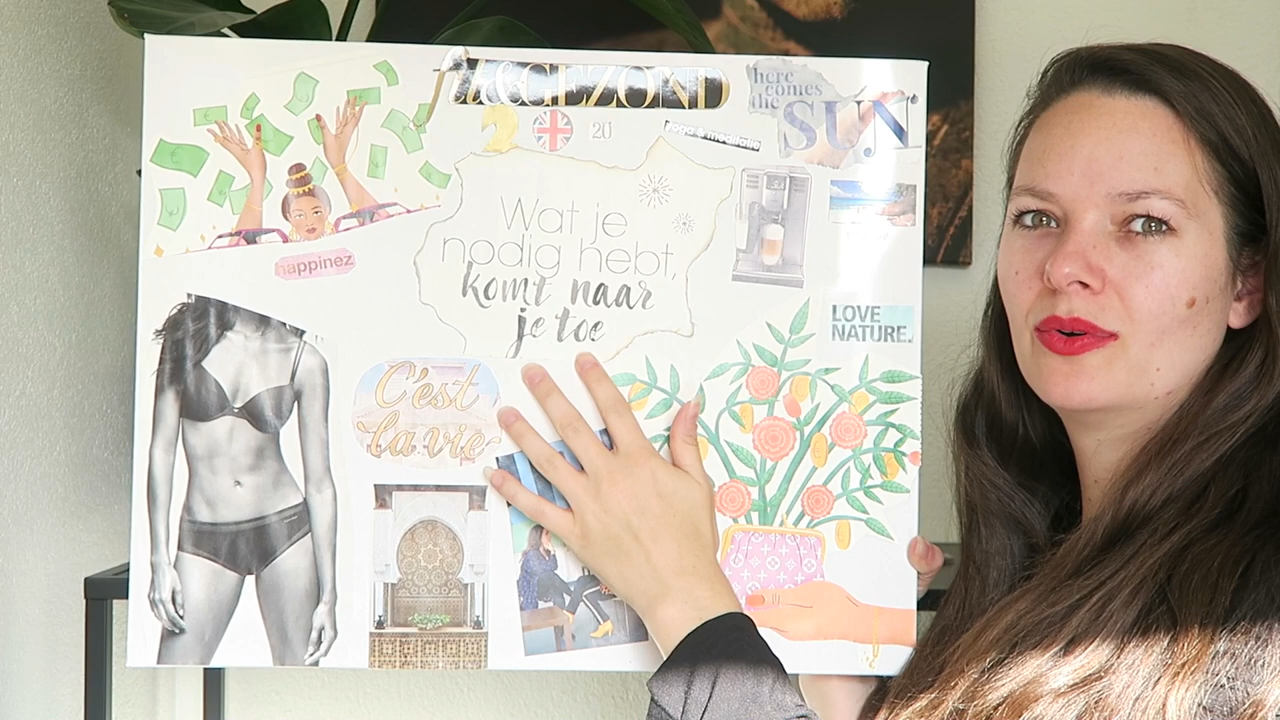 fit & GEZOND
here
comes
the
SUN
yoga & meditatie
happinez
Wat je
nodig hebt,
komt naar
je toe
LOVE
NATURE.
C'est
la vie